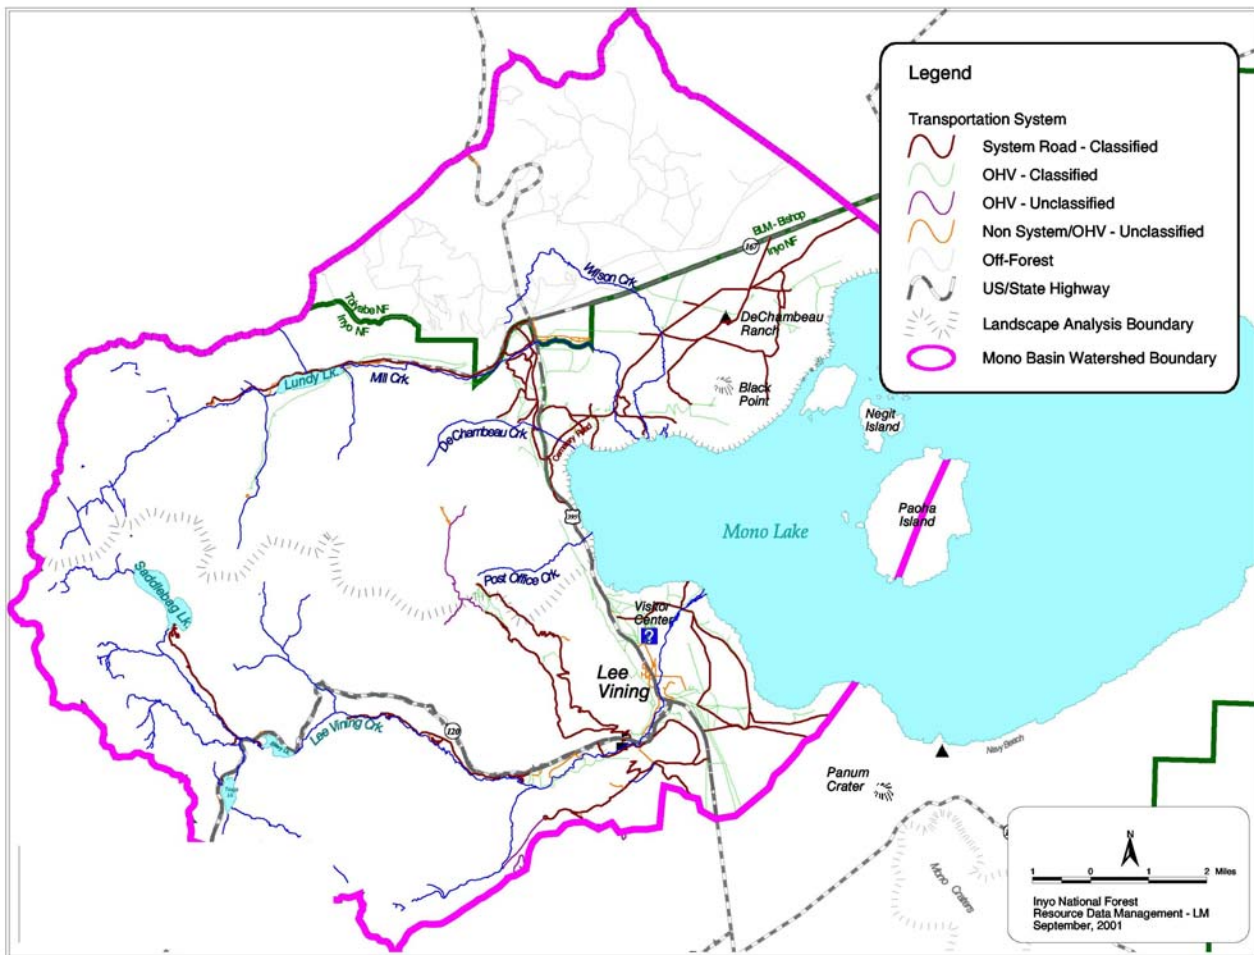 Legend
Transportation System
System Road - Classified
OHV - Classified
OHV - Unclassified
Non System/OHV - Unclassified
Off-Forest
US/State Highway
Landscape Analysis Boundary
Mono Basin Watershed Boundary
BLM - Bishop
167
Inyo NF
Wilson Crk.
Toiyabe NF
Inyo NF
DeChambeau
Ranch
Lundy Lk.
Mill Crk.
Black
Point
Negit
Island
DeChambeau Crk.
Cemetery Road
395
Paoha
Island
Mono Lake
Post Office Crk.
Saddlebag Lk.
Visitor
Center
?
Lee
Vining
Lee Vining Crk.
120
Navy Beach
Panum
Crater
Mono Craters
N
1 0 1 2 Miles
Inyo National Forest
Resource Data Management - LM
September, 2001